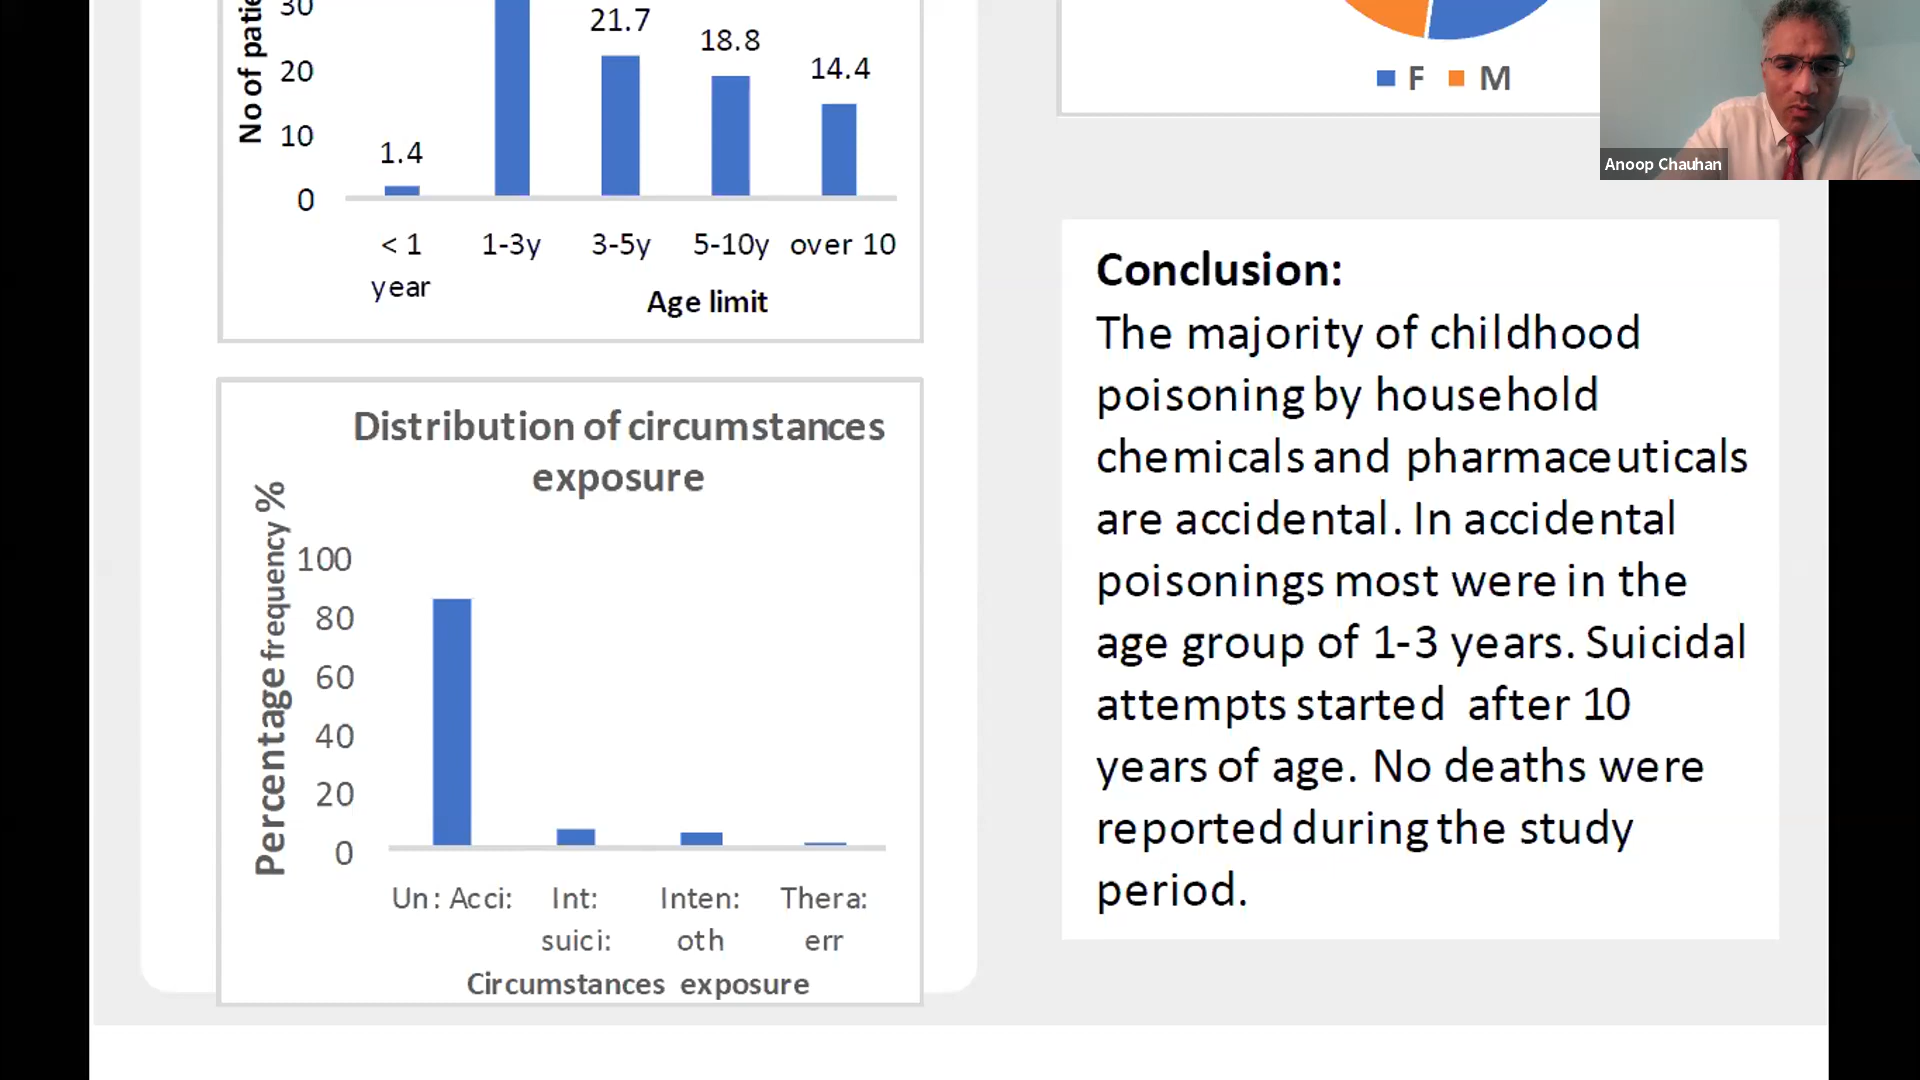 No of patie
30
20
10
0
21.7
18.8
14.4
1.4
< 1
year
1-3y
3-5y
5-10y
over 10
Age limit
F M
Anoop Chauhan
Distribution of circumstances
exposure
Percentage frequency %
100
80
60
40
20
0
Un: Acci:
Int:
suici:
Inten:
oth
Thera:
err
Circumstances exposure
Conclusion:
The majority of childhood
poisoning by household
chemicals and pharmaceuticals
are accidental. In accidental
poisonings most were in the
age group of 1-3 years. Suicidal
attempts started after 10
years of age. No deaths were
reported during the study
period.